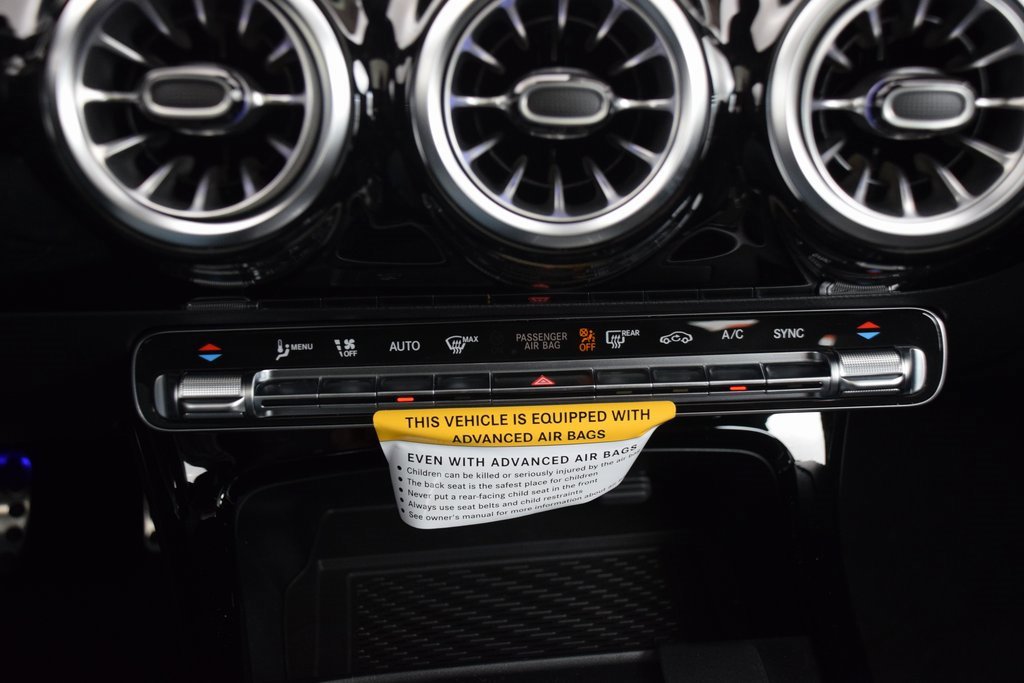 MENU OFF AUTO MAX PASSENGER AIR BAG OFF REAR A/C SYNC
THIS VEHICLE IS EQUIPPED WITH
ADVANCED AIR BAGS
EVEN WITH ADVANCED AIR BAGS
• Children can be killed or seriously injured by the air bag
• The back seat is the safest place for children
• Never put a rear-facing child seat in the front
• Always use seat belts and child restraints
• See owner's manual for more information about